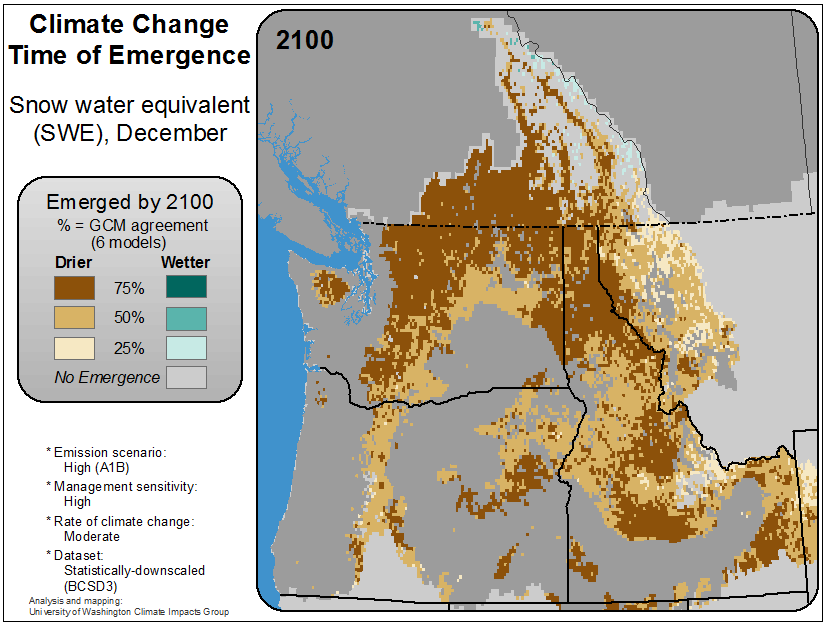 Climate Change
Time of Emergence
Snow water equivalent
(SWE), December
Emerged by 2100
% = GCM agreement
(6 models)
Drier Wetter
75%
50%
25%
No Emergence
* Emission scenario:
High (A1B)
* Management sensitivity:
High
* Rate of climate change:
Moderate
* Dataset:
Statistically-downscaled
(BCSD3)
Analysis and mapping:
University of Washington Climate Impacts Group
2100